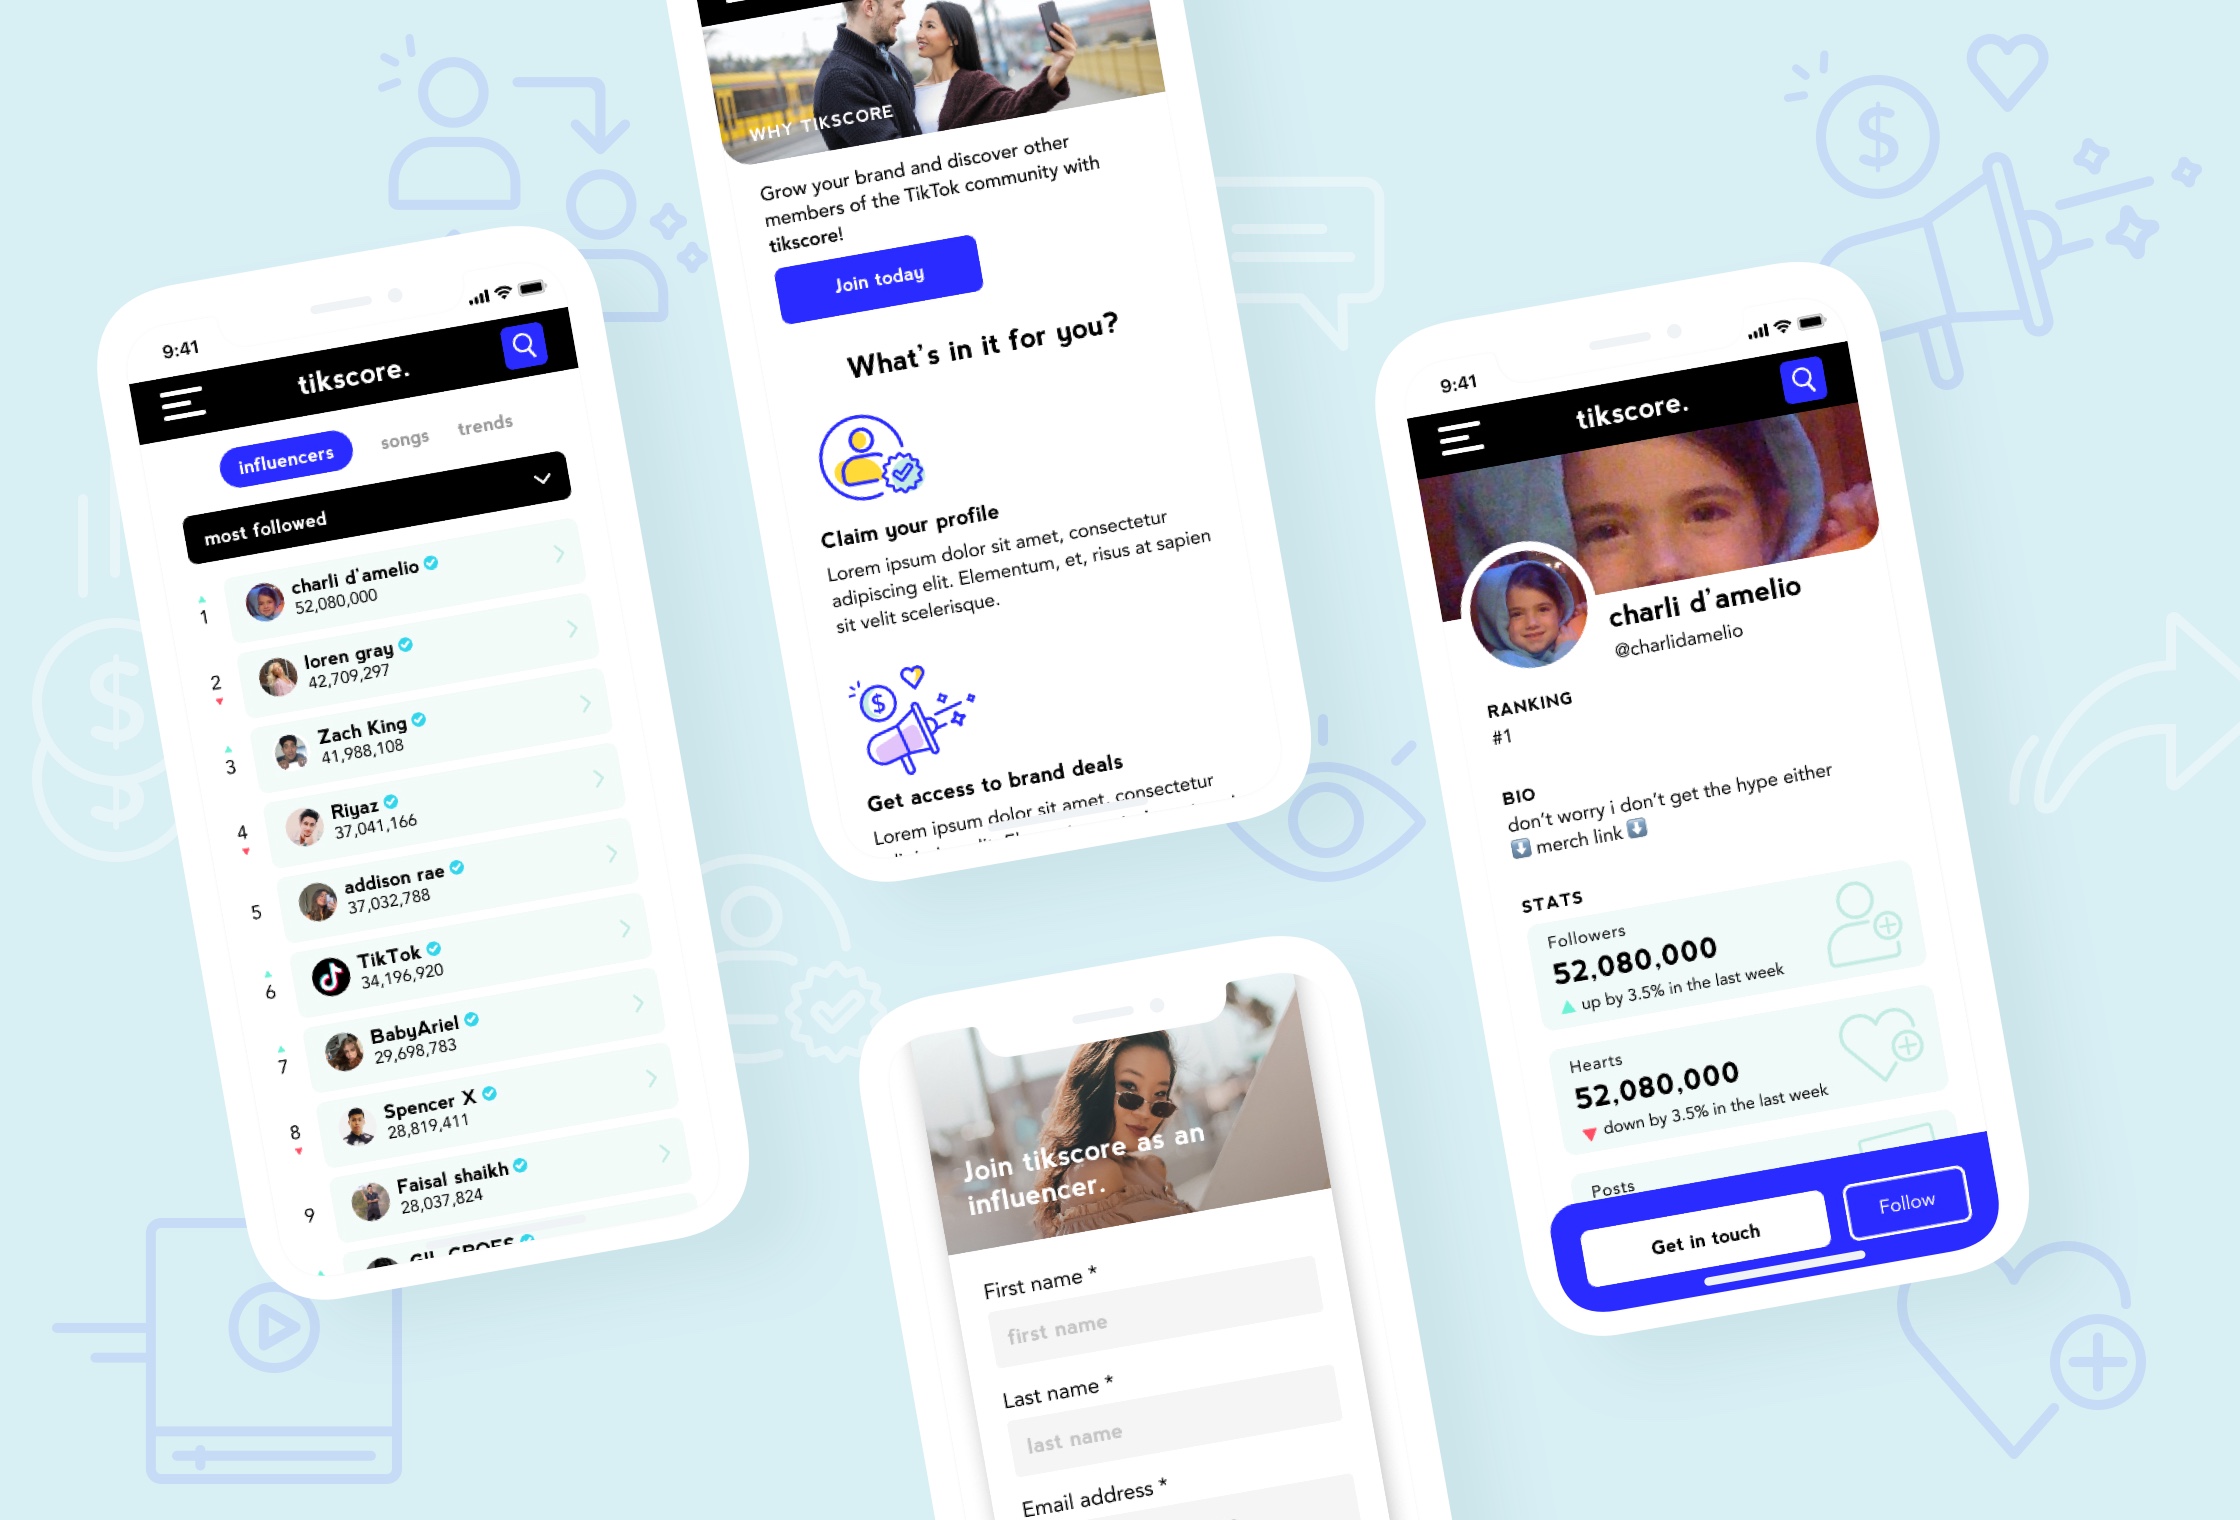 9:41
tikscore.
influencers
songs
trends
most followed
1
charli d'amelio
52,080,000
2
loren gray
42,709,297
3
Zach King
41,988,108
4
Riyaz
37,041,166
5
addison rae
37,032,788
6
TikTok
34,196,920
7
BabyAriel
29,698,783
8
Spencer X
28,819,411
9
Faisal shaikh
28,037,824
WHY TIKSCORE
Grow your brand and discover other
members of the TikTok community with
tikscore!
Join today
What's in it for you?
Claim your profile
Lorem ipsum dolor sit amet, consectetur
adipiscing elit. Elementum, et, risus at sapien
sit velit scelerisque.
$
Get access to brand deals
Lorem ipsum dolor sit amet, consectetur
Join tikscore as an
influencer.
First name *
first name
Last name *
last name
Email address *
9:41
tikscore.
charli d'amelio
@charlidamelio
RANKING
#1
BIO
don't worry i don't get the hype either
⬇️ merch link ⬇️
STATS
Followers
52,080,000
up by 3.5% in the last week
Hearts
52,080,000
down by 3.5% in the last week
Posts
Get in touch
Follow
$
$
$